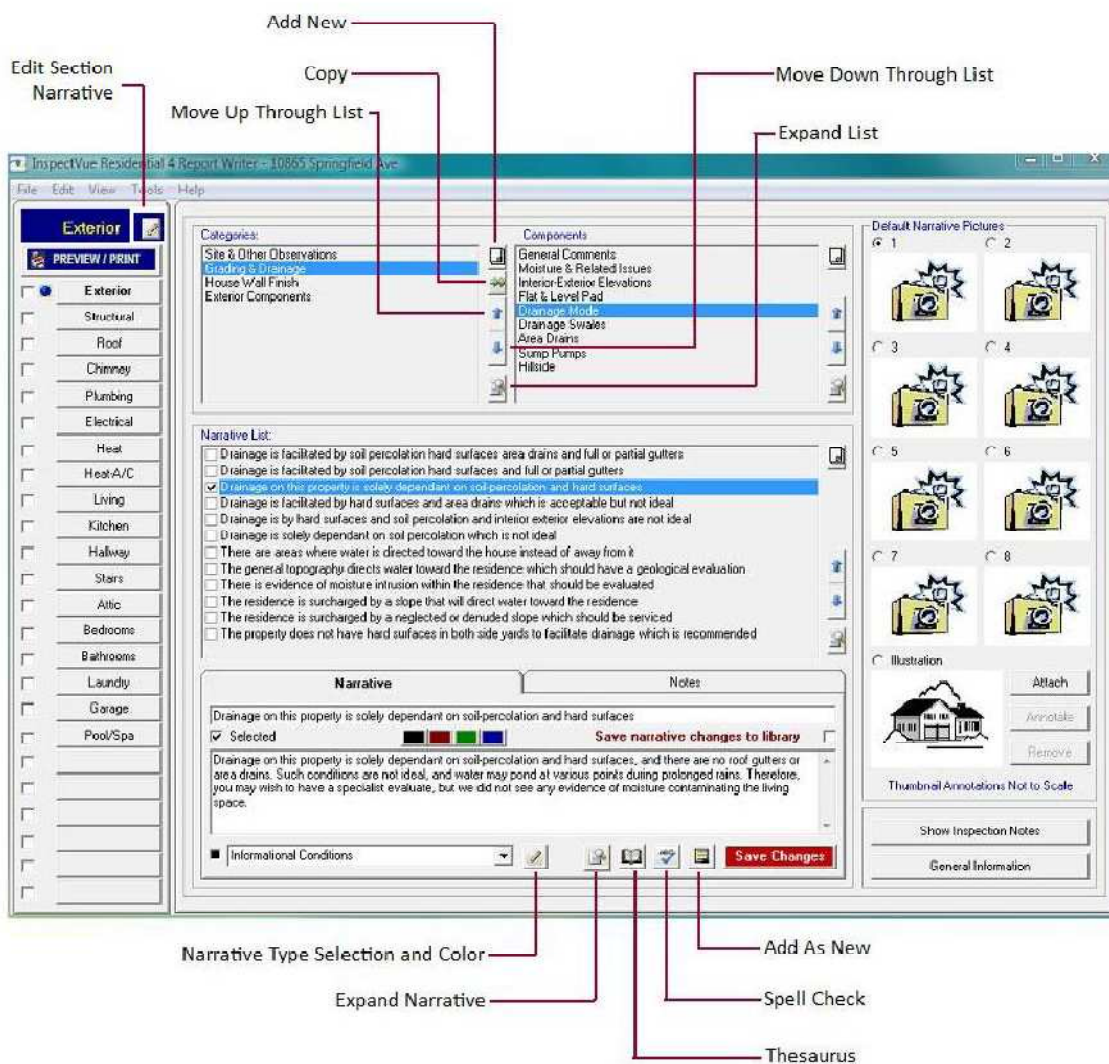 Add New
Edit Section
Narrative
Copy
Move Down Through List
Move Up Through List
Expand List
InspectVue Residential 4 Report Writer - 10865 Springfield Ave
File Edit View Tools Help
Exterior
PREVIEW / PRINT
Exterior
Structural
Roof
Chimney
Plumbing
Electrical
Heat
Heat-A/C
Living
Kitchen
Hallway
Stairs
Attic
Bedrooms
Bathrooms
Laundry
Garage
Pool/Spa
Categories:
Site & Other Observations
Grading & Drainage
House Wall Finish
Exterior Components
Components
General Comments
Moisture & Related Issues
Interior-Exterior Elevations
Flat & Level Pad
Drainage Mode
Drainage Swales
Area Drains
Sump Pumps
Hillside
Narrative List:
Drainage is facilitated by soil percolation hard surfaces area drains and full or partial gutters
Drainage is facilitated by soil percolation hard surfaces and full or partial gutters
Drainage on this property is solely dependant on soil-percolation and hard surfaces
Drainage is facilitated by hard surfaces and area drains which is acceptable but not ideal
Drainage is by hard surfaces and soil percolation and interior exterior elevations are not ideal
Drainage is solely dependant on soil percolation which is not ideal
There are areas where water is directed toward the house instead of away from it
The general topography directs water toward the residence which should have a geological evaluation
There is evidence of moisture intrusion within the residence that should be evaluated
The residence is surcharged by a slope that will direct water toward the residence
The residence is surcharged by a neglected or denuded slope which should be serviced
The property does not have hard surfaces in both side yards to facilitate drainage which is recommended
Narrative Notes
Drainage on this property is solely dependant on soil-percolation and hard surfaces
Selected Save narrative changes to library
Drainage on this property is solely dependant on soil-percolation and hard surfaces, and there are no roof gutters or
area drains. Such conditions are not ideal, and water may pond at various points during prolonged rains. Therefore,
you may wish to have a specialist evaluate, but we did not see any evidence of moisture contaminating the living
space.
Informational Conditions Save Changes
Default Narrative Pictures
1 2
3 4
5 6
7 8
Illustration
Attach
Annotate
Remove
Thumbnail Annotations Not to Scale
Show Inspection Notes
General Information
Narrative Type Selection and Color
Add As New
Expand Narrative
Spell Check
Thesaurus